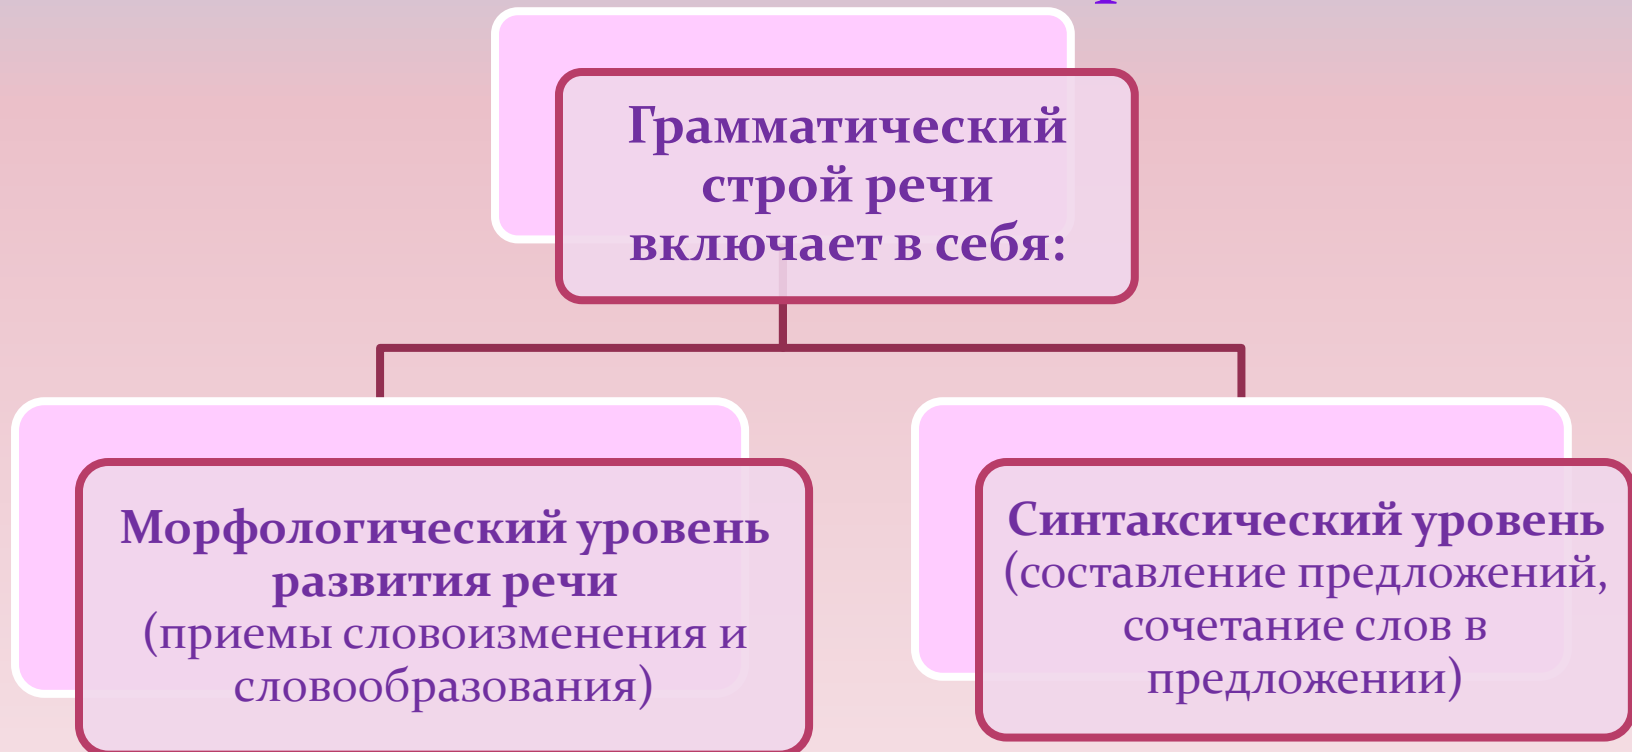 Грамматический
строй речи
включает в себя:
Морфологический уровень
развития речи
(приемы словоизменения и
словообразования)
Синтаксический уровень
(составление предложений,
сочетание слов в
предложении)